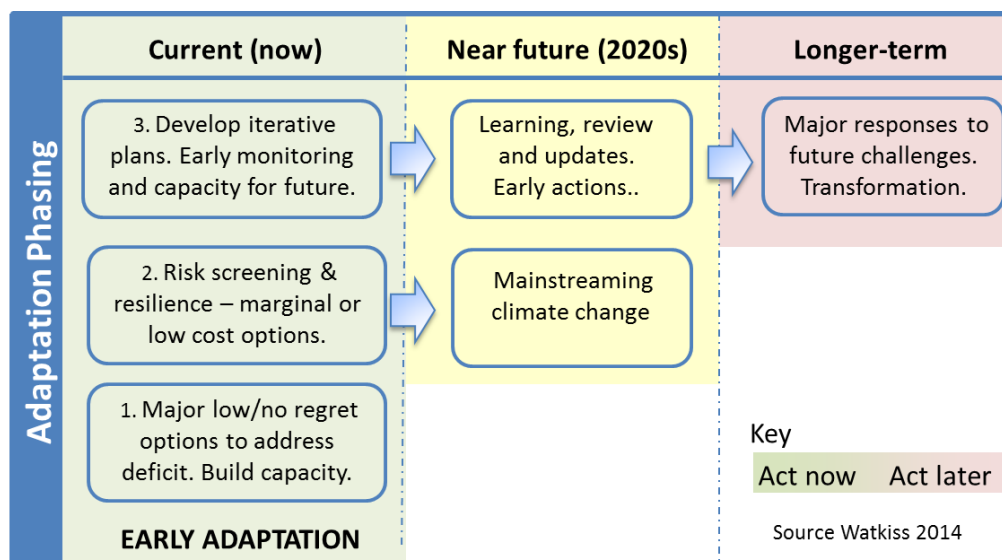 Adaptation Phasing
Current (now)
Near future (2020s)
Longer-term
3. Develop iterative
plans. Early monitoring
and capacity for future.
Learning, review
and updates.
Early actions..
Major responses to
future challenges.
Transformation.
2. Risk screening &
resilience – marginal or
low cost options.
Mainstreaming
climate change
1. Major low/no regret
options to address
deficit. Build capacity.
EARLY ADAPTATION
Key
Act now Act later
Source Watkiss 2014